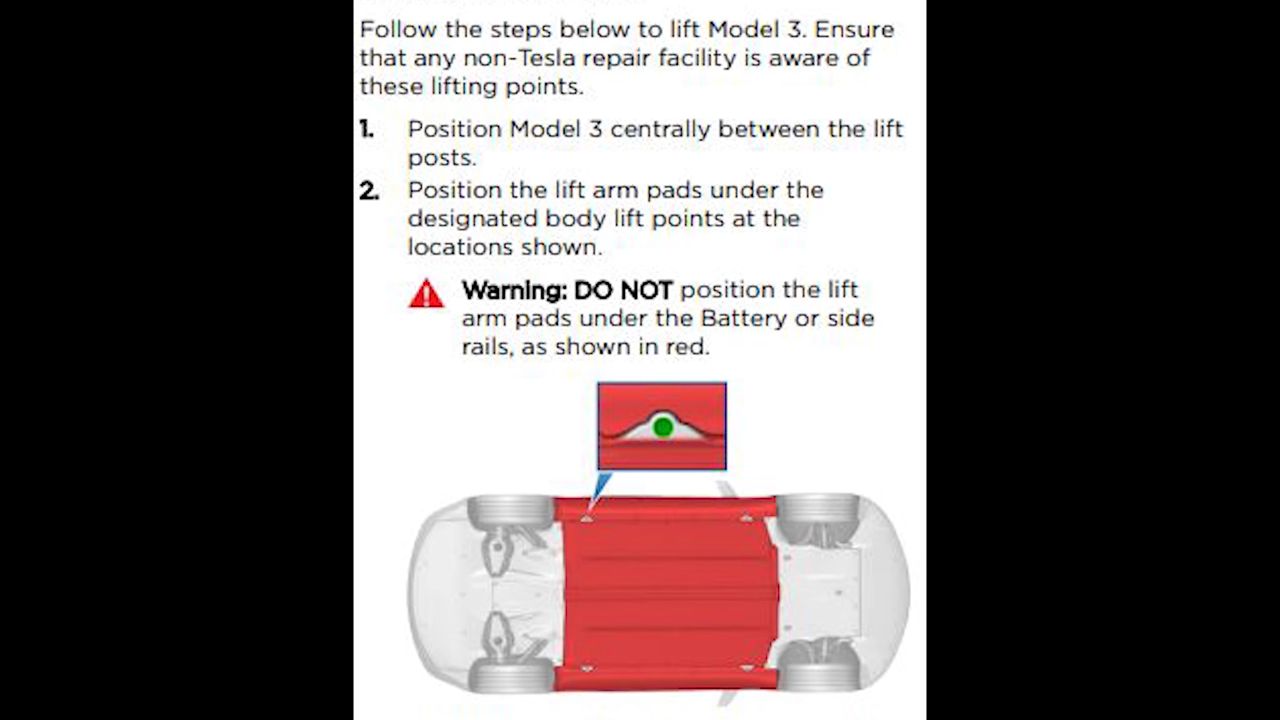 Follow the steps below to lift Model 3. Ensure
that any non-Tesla repair facility is aware of
these lifting points.
1. Position Model 3 centrally between the lift
posts.
2. Position the lift arm pads under the
designated body lift points at the
locations shown.
Warning: DO NOT position the lift
arm pads under the Battery or side
rails, as shown in red.